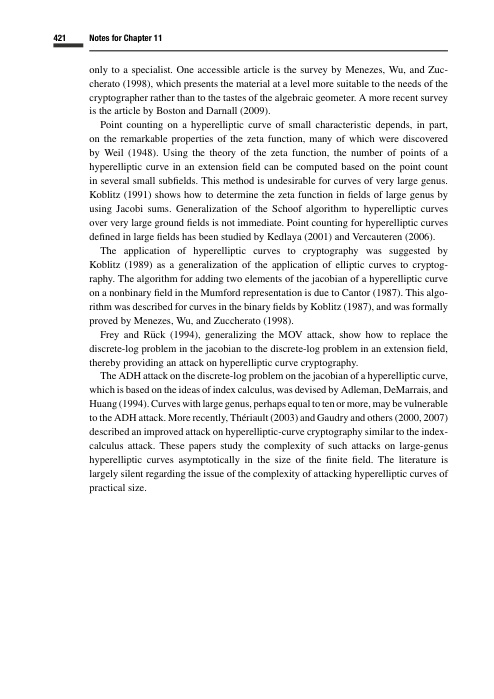 421 Notes for Chapter 11
only to a specialist. One accessible article is the survey by Menezes, Wu, and Zuc-
cherato (1998), which presents the material at a level more suitable to the needs of the
cryptographer rather than to the tastes of the algebraic geometer. A more recent survey
is the article by Boston and Darnall (2009).
Point counting on a hyperelliptic curve of small characteristic depends, in part,
on the remarkable properties of the zeta function, many of which were discovered
by Weil (1948). Using the theory of the zeta function, the number of points of a
hyperelliptic curve in an extension field can be computed based on the point count
in several small subfields. This method is undesirable for curves of very large genus.
Koblitz (1991) shows how to determine the zeta function in fields of large genus by
using Jacobi sums. Generalization of the Schoof algorithm to hyperelliptic curves
over very large ground fields is not immediate. Point counting for hyperelliptic curves
defined in large fields has been studied by Kedlaya (2001) and Vercauteren (2006).
The application of hyperelliptic curves to cryptography was suggested by
Koblitz (1989) as a generalization of the application of elliptic curves to cryptog-
raphy. The algorithm for adding two elements of the jacobian of a hyperelliptic curve
on a nonbinary field in the Mumford representation is due to Cantor (1987). This algo-
rithm was described for curves in the binary fields by Koblitz (1987), and was formally
proved by Menezes, Wu, and Zuccherato (1998).
Frey and Rück (1994), generalizing the MOV attack, show how to replace the
discrete-log problem in the jacobian to the discrete-log problem in an extension field,
thereby providing an attack on hyperelliptic curve cryptography.
The ADH attack on the discrete-log problem on the jacobian of a hyperelliptic curve,
which is based on the ideas of index calculus, was devised by Adleman, DeMarrais, and
Huang (1994). Curves with large genus, perhaps equal to ten or more, may be vulnerable
to the ADH attack. More recently, Thériault (2003) and Gaudry and others (2000, 2007)
described an improved attack on hyperelliptic-curve cryptography similar to the index-
calculus attack. These papers study the complexity of such attacks on large-genus
hyperelliptic curves asymptotically in the size of the finite field. The literature is
largely silent regarding the issue of the complexity of attacking hyperelliptic curves of
practical size.